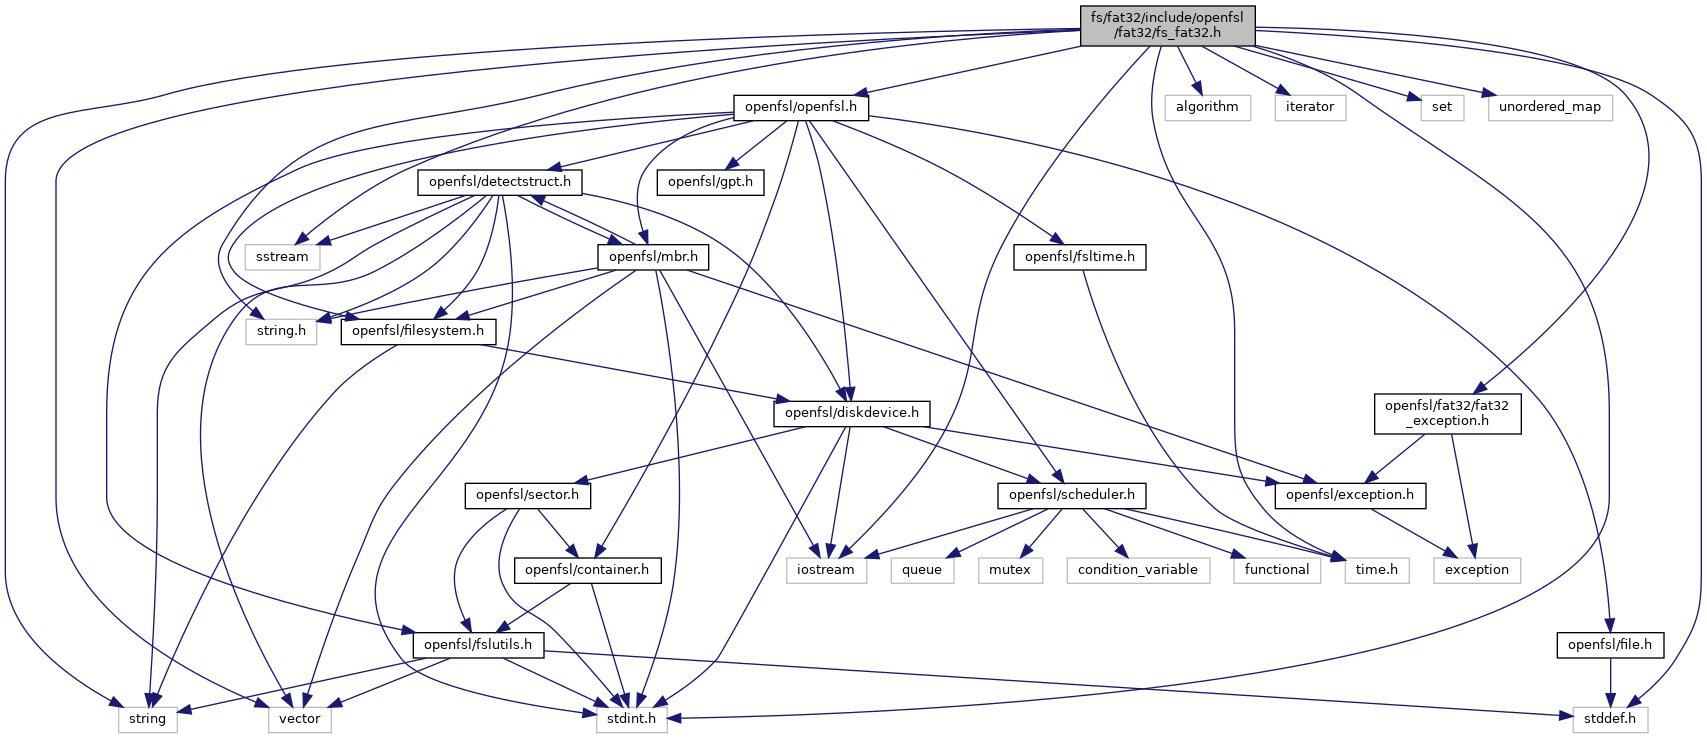 fs/fat32/include/openfsl
/fat32/fs_fat32.h
openfsl/openfsl.h
algorithm
iterator
set
unordered_map
openfsl/detectstruct.h
openfsl/gpt.h
sstream
openfsl/mbr.h
openfsl/fsltime.h
string.h
openfsl/filesystem.h
openfsl/diskdevice.h
openfsl/fat32/fat32
_exception.h
openfsl/sector.h
openfsl/scheduler.h
openfsl/exception.h
openfsl/container.h
iostream
queue
mutex
condition_variable
functional
time.h
exception
openfsl/fslutils.h
openfsl/file.h
string
vector
stdint.h
stddef.h